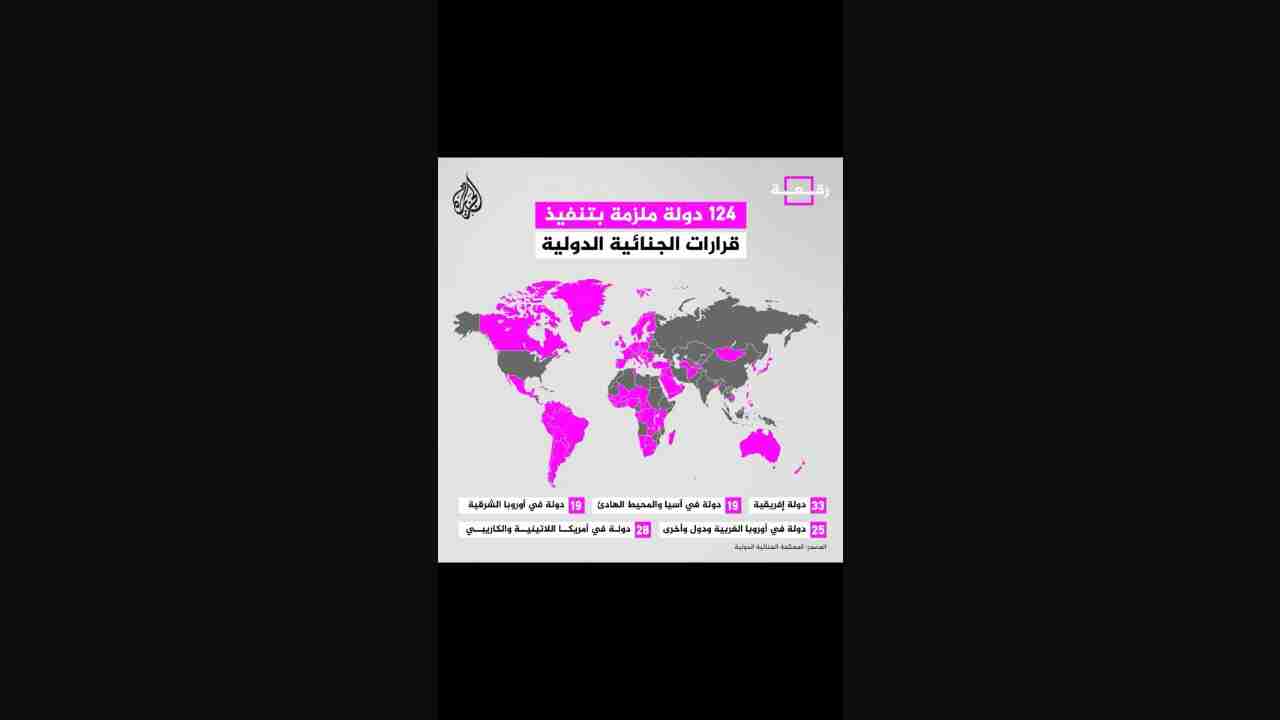 رقعة
الجزيرة
124 دولة ملزمة بتنفيذ
قرارات الجنائية الدولية
33 دولة إفريقية
19 دولة في آسيا والمحيط الهادئ
19 دولة في أوروبا الشرقية
25 دولة في أوروبا الغربية ودول وأخرى
28 دولة في أمريكا اللاتينية والكاريبي
المصدر: المحكمة الجنائية الدولية